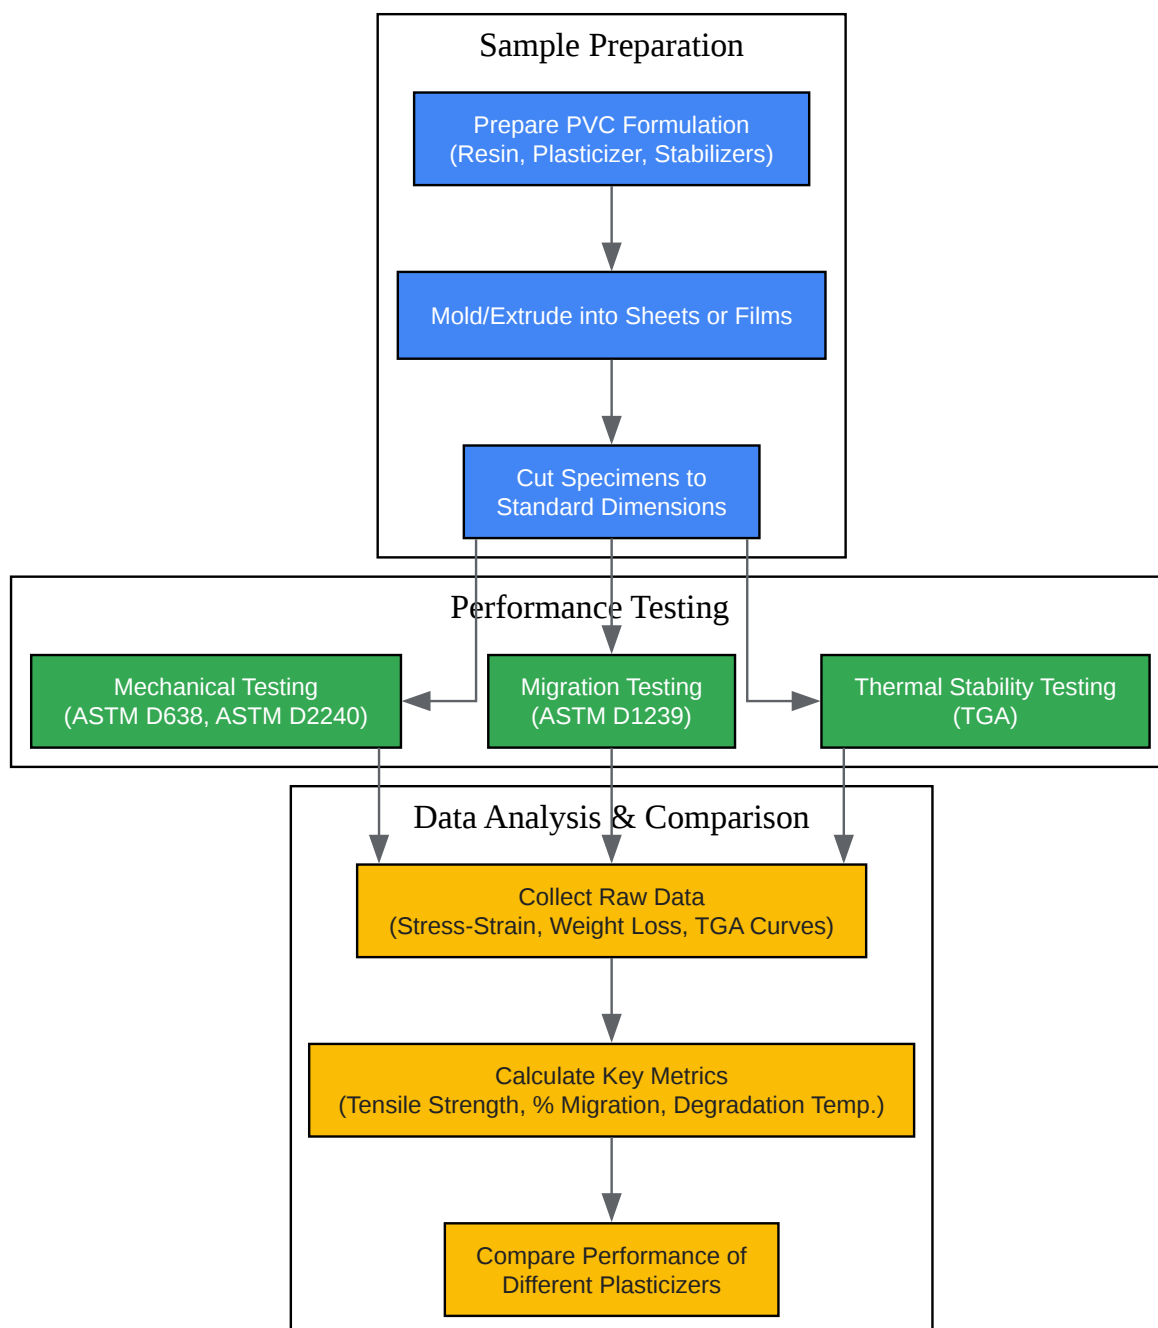 Sample Preparation
Prepare PVC Formulation
(Resin, Plasticizer, Stabilizers)
Mold/Extrude into Sheets or Films
Cut Specimens to
Standard Dimensions
Performance Testing
Mechanical Testing
(ASTM D638, ASTM D2240)
Migration Testing
(ASTM D1239)
Thermal Stability Testing
(TGA)
Data Analysis & Comparison
Collect Raw Data
(Stress-Strain, Weight Loss, TGA Curves)
Calculate Key Metrics
(Tensile Strength, % Migration, Degradation Temp.)
Compare Performance of
Different Plasticizers